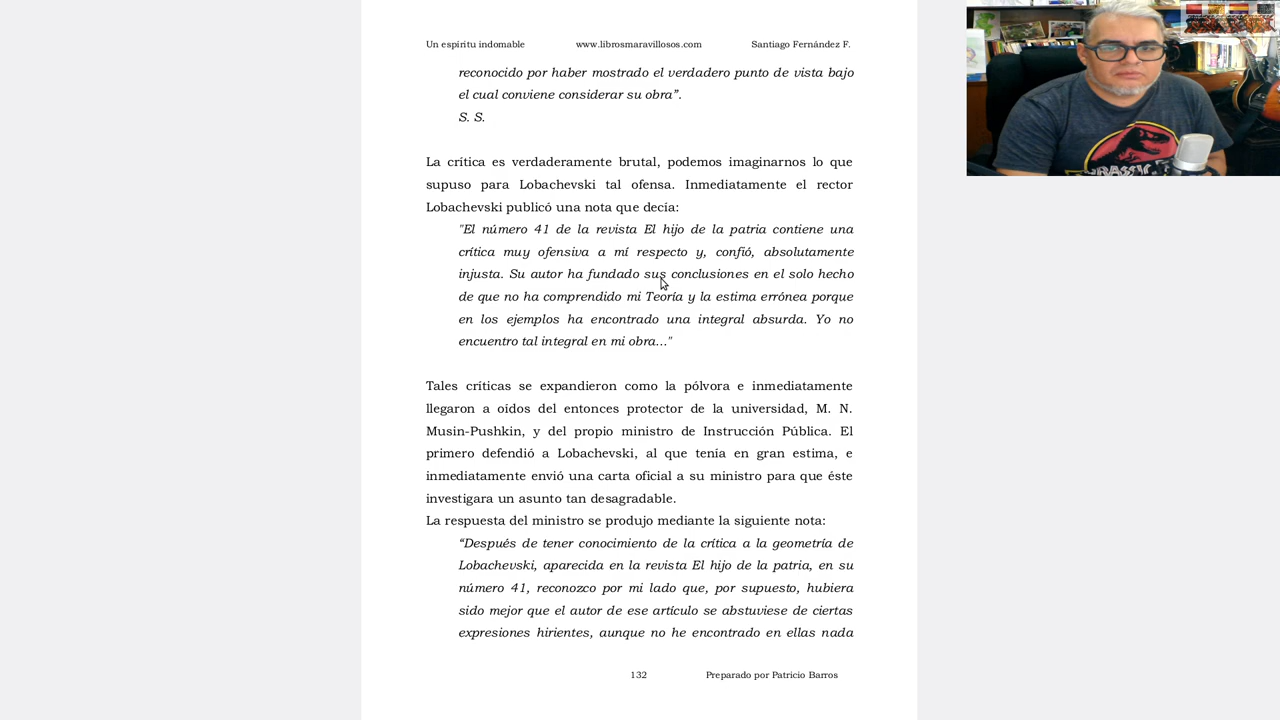 Un espíritu indomable www.librosmaravillosos.com Santiago Fernández F.
reconocido por haber mostrado el verdadero punto de vista bajo
el cual conviene considerar su obra”.
S. S.
La crítica es verdaderamente brutal, podemos imaginarnos lo que
supuso para Lobachevski tal ofensa. Inmediatamente el rector
Lobachevski publicó una nota que decía:
"El número 41 de la revista El hijo de la patria contiene una
crítica muy ofensiva a mí respecto y, confió, absolutamente
injusta. Su autor ha fundado sus conclusiones en el solo hecho
de que no ha comprendido mi Teoría y la estima errónea porque
en los ejemplos ha encontrado una integral absurda. Yo no
encuentro tal integral en mi obra..."
Tales críticas se expandieron como la pólvora e inmediatamente
llegaron a oídos del entonces protector de la universidad, M. N.
Musin-Pushkin, y del propio ministro de Instrucción Pública. El
primero defendió a Lobachevski, al que tenía en gran estima, e
inmediatamente envió una carta oficial a su ministro para que éste
investigara un asunto tan desagradable.
La respuesta del ministro se produjo mediante la siguiente nota:
“Después de tener conocimiento de la crítica a la geometría de
Lobachevski, aparecida en la revista El hijo de la patria, en su
número 41, reconozco por mi lado que, por supuesto, hubiera
sido mejor que el autor de ese artículo se abstuviese de ciertas
expresiones hirientes, aunque no he encontrado en ellas nada
132 Preparado por Patricio Barros
JURASSIC